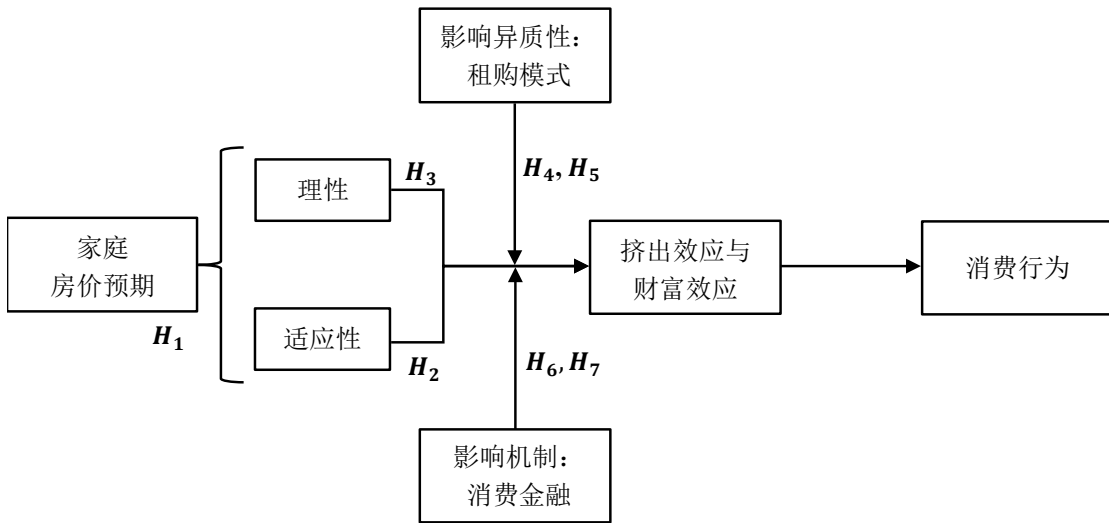 影响异质性：
租购模式
H₄, H₅
理性
H₃
家庭
房价预期
H₁
适应性
H₂
挤出效应与
财富效应
消费行为
H₆, H₇
影响机制：
消费金融